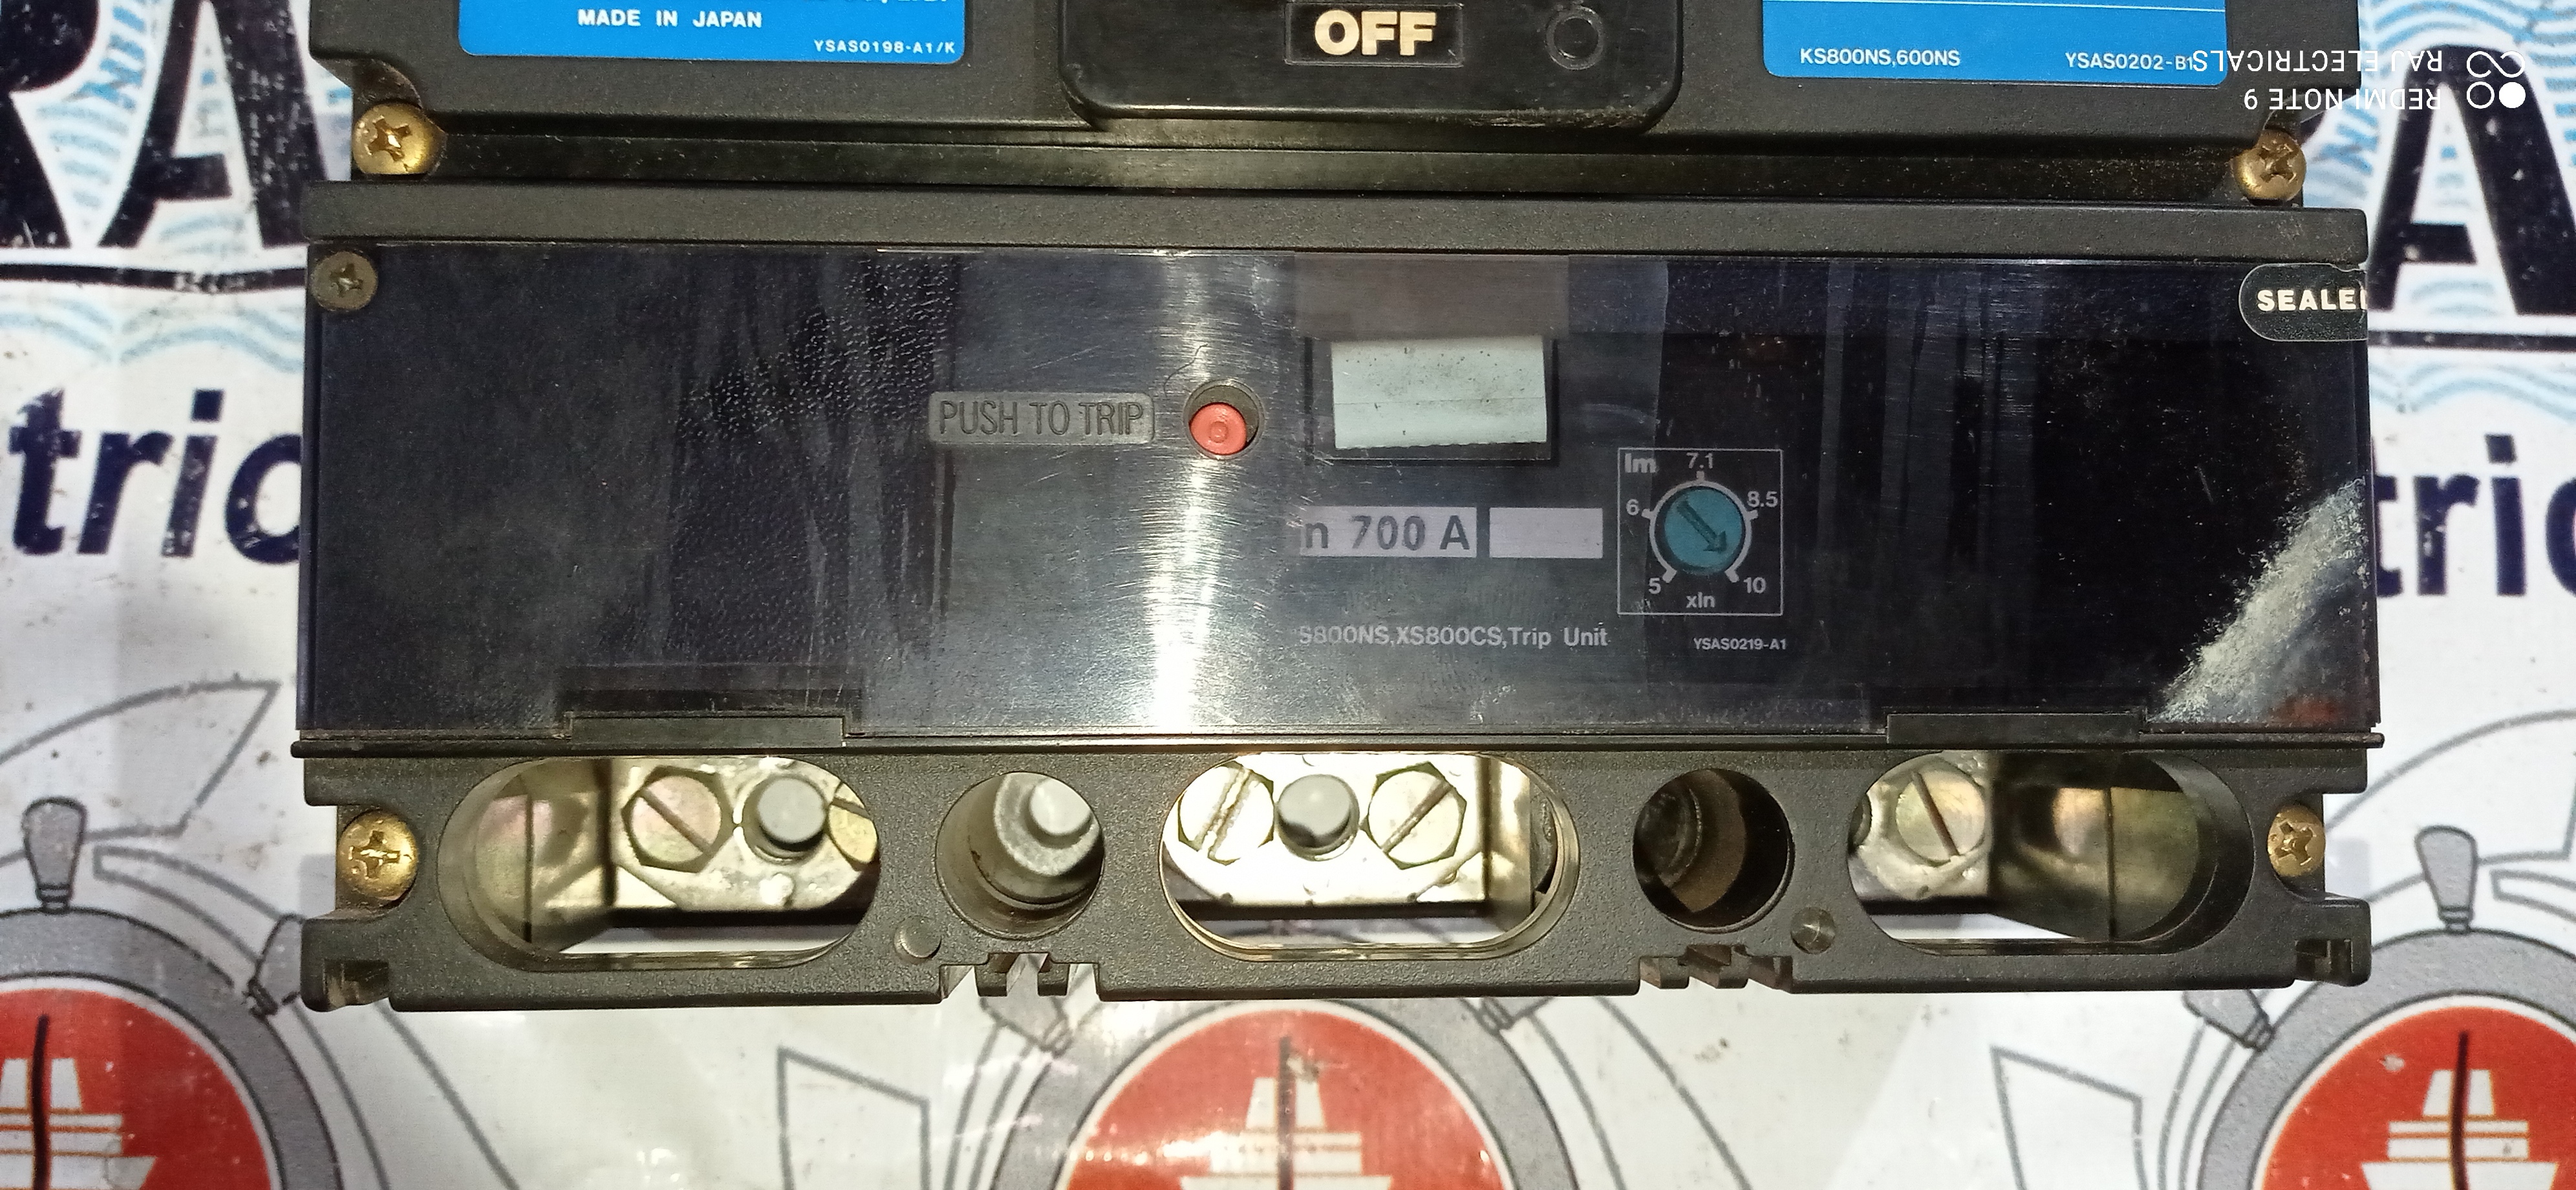 MADE IN JAPAN
YSAS0198-A1/K
OFF
KS800NS,600NS
YSAS0202-B1
RAJ ELECTRICALS
REDMI NOTE 9
SEALE
PUSH TO TRIP
n 700 A
Im
7.1
6
8.5
5
10
xIn
S800NS,XS800CS,Trip Unit
YSAS0219-A1
tric
tric